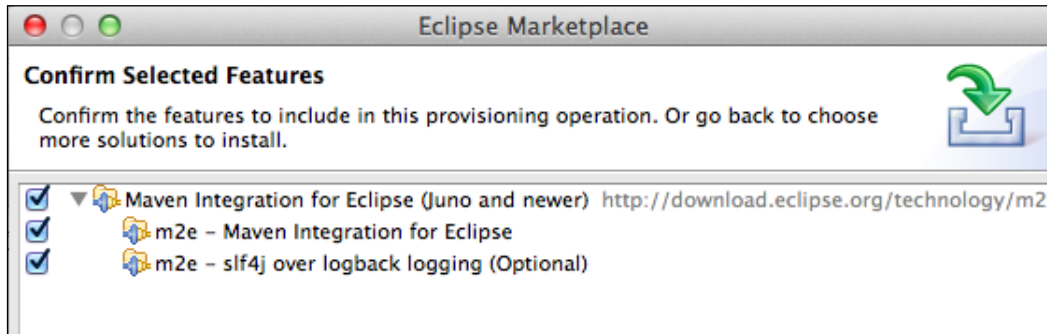 Eclipse Marketplace
Confirm Selected Features
Confirm the features to include in this provisioning operation. Or go back to choose
more solutions to install.
Maven Integration for Eclipse (Juno and newer) http://download.eclipse.org/technology/m2
m2e – Maven Integration for Eclipse
m2e – slf4j over logback logging (Optional)